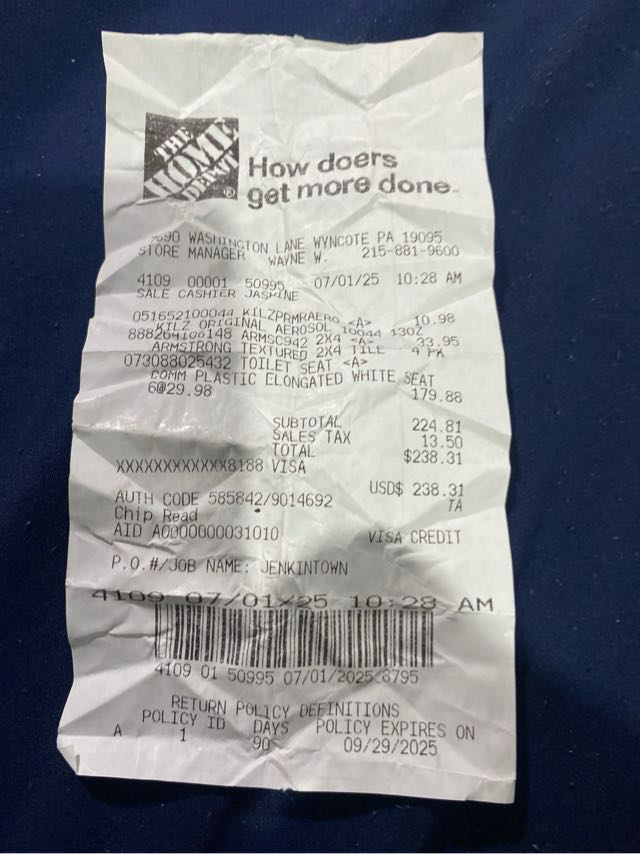 THE
HOME
DEPOT
How doers
get more done.
WASHINGTON LANE WYNCOTE PA 19095
STORE MANAGER WAYNE W. 215-881-9600
4109 00001 50995 07/01/25 10:28 AM
SALE CASHIER JASMINE
051652100044 KILZPRMRAERO <A> 10.98
KILZ ORIGINAL AEROSOL 10044 13OZ
888264106148 ARMSC942 2X4 <A> 33.95
ARMSTRONG TEXTURED 2X4 TILE 9 PK
073088025432 TOILET SEAT <A>
COMM PLASTIC ELONGATED WHITE SEAT
6@29.98 179.88
SUBTOTAL 224.81
SALES TAX 13.50
TOTAL $238.31
XXXXXXXXXXXX8188 VISA
USD$ 238.31
AUTH CODE 585842/9014692 TA
Chip Read
AID A0000000031010 VISA CREDIT
P.O.#/JOB NAME: JENKINTOWN
4109 07/01/25 10:28 AM
4109 01 50995 07/01/2025 8795
RETURN POLICY DEFINITIONS
POLICY ID DAYS POLICY EXPIRES ON
A 1 90 09/29/2025